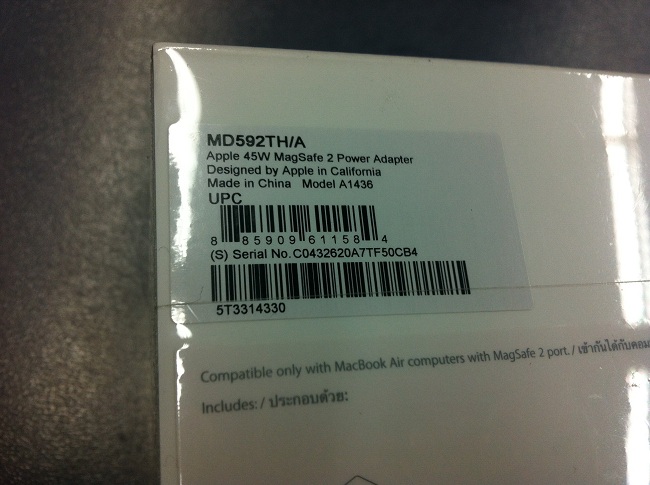 MD592TH/A
Apple 45W MagSafe 2 Power Adapter
Designed by Apple in California
Made in China Model A1436
UPC
8 85909 61158 4
(S) Serial No.C0432620A7TF50CB4
5T3314330
Compatible only with MacBook Air computers with MagSafe 2 port. / เข้ากันได้กับคอม
Includes: / ประกอบด้วย: